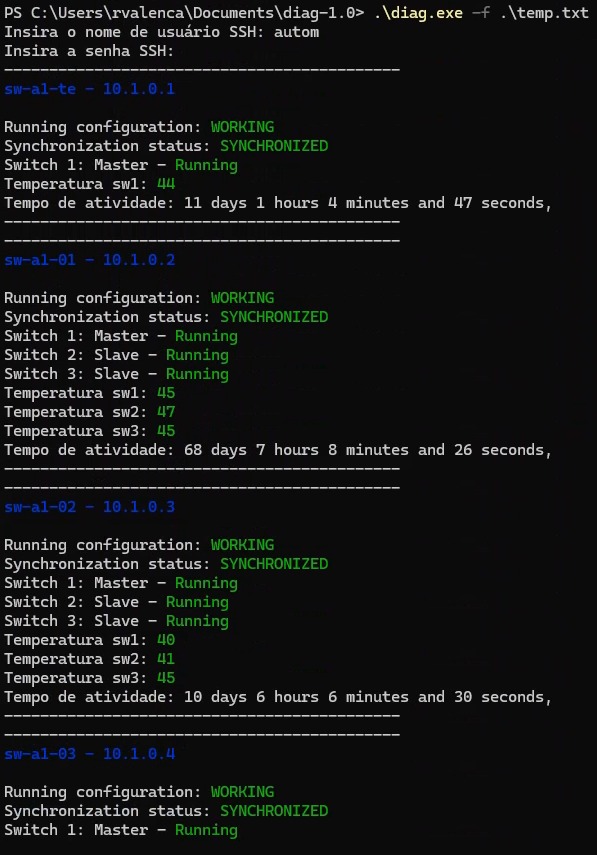 PS C:\Users\rvalenca\Documents\diag-1.0> .\diag.exe -f .\temp.txt
Insira o nome de usuário SSH: autom
Insira a senha SSH:
--------------------------------------------
sw-a1-te - 10.1.0.1
Running configuration: WORKING
Synchronization status: SYNCHRONIZED
Switch 1: Master - Running
Temperatura sw1: 44
Tempo de atividade: 11 days 1 hours 4 minutes and 47 seconds,
--------------------------------------------
--------------------------------------------
sw-a1-01 - 10.1.0.2
Running configuration: WORKING
Synchronization status: SYNCHRONIZED
Switch 1: Master - Running
Switch 2: Slave - Running
Switch 3: Slave - Running
Temperatura sw1: 45
Temperatura sw2: 47
Temperatura sw3: 45
Tempo de atividade: 68 days 7 hours 8 minutes and 26 seconds,
--------------------------------------------
--------------------------------------------
sw-a1-02 - 10.1.0.3
Running configuration: WORKING
Synchronization status: SYNCHRONIZED
Switch 1: Master - Running
Switch 2: Slave - Running
Switch 3: Slave - Running
Temperatura sw1: 40
Temperatura sw2: 41
Temperatura sw3: 45
Tempo de atividade: 10 days 6 hours 6 minutes and 30 seconds,
--------------------------------------------
--------------------------------------------
sw-a1-03 - 10.1.0.4
Running configuration: WORKING
Synchronization status: SYNCHRONIZED
Switch 1: Master - Running